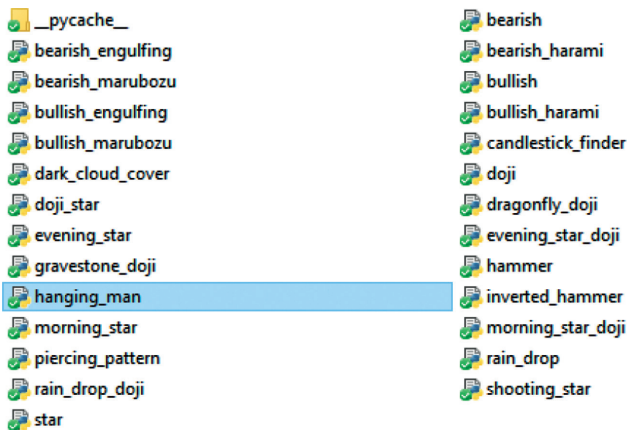 __pycache__
bearish
bearish_engulfing
bearish_harami
bearish_marubozu
bullish
bullish_engulfing
bullish_harami
bullish_marubozu
candlestick_finder
dark_cloud_cover
doji
doji_star
dragonfly_doji
evening_star
evening_star_doji
gravestone_doji
hammer
hanging_man
inverted_hammer
morning_star
morning_star_doji
piercing_pattern
rain_drop
rain_drop_doji
shooting_star
star